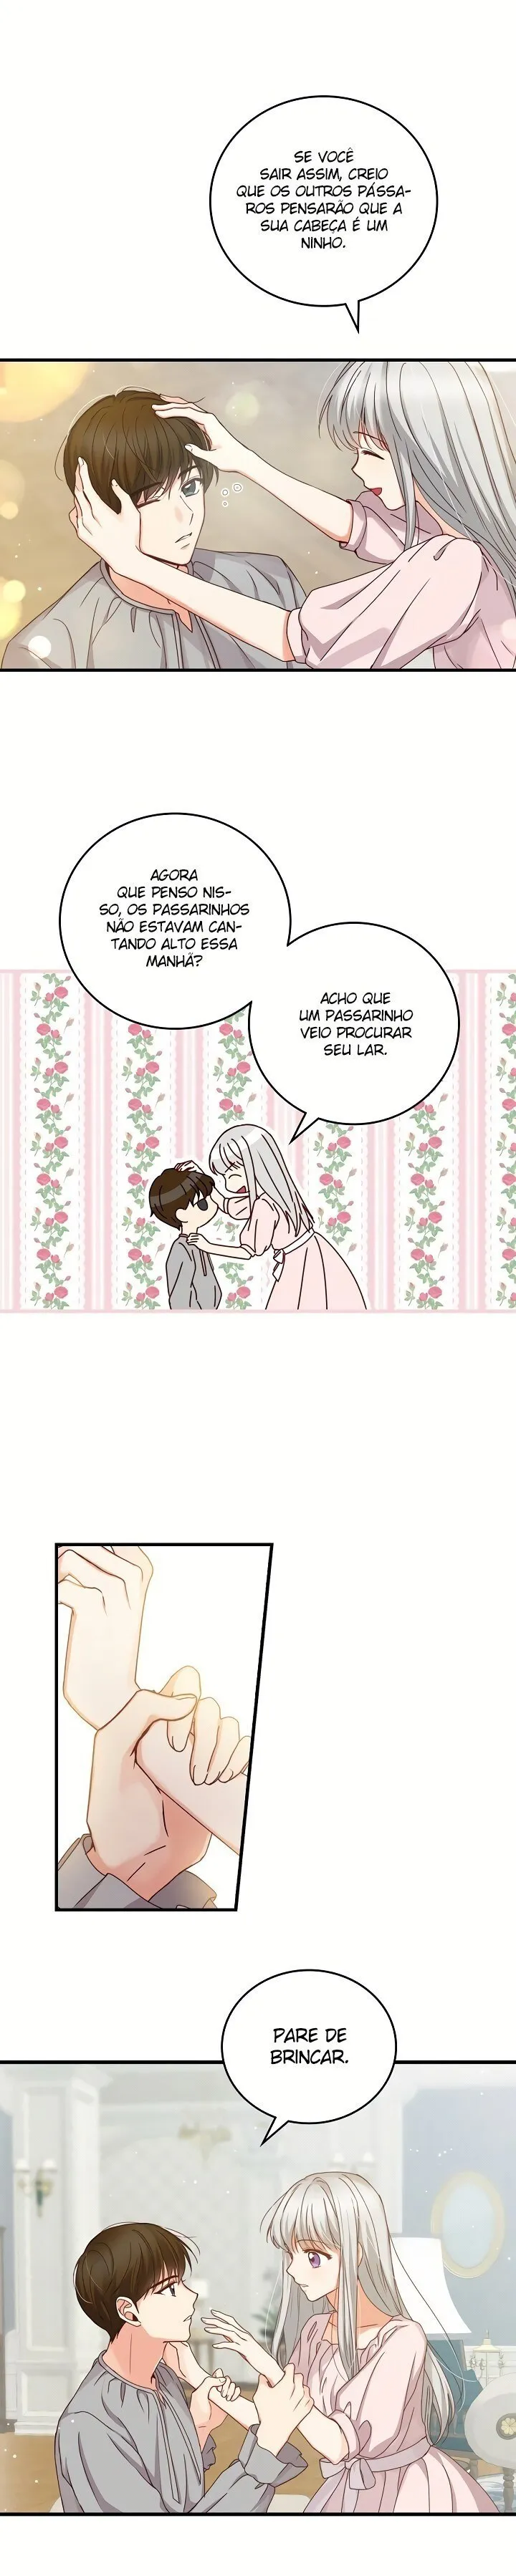 SE VOCÊ
SAIR ASSIM, CREIO
QUE OS OUTROS PÁSSA-
ROS PENSARÃO QUE A
SUA CABEÇA É UM
NINHO.
AGORA
QUE PENSO NIS-
SO, OS PASSARINHOS
NÃO ESTAVAM CAN-
TANDO ALTO ESSA
MANHÃ?
ACHO QUE
UM PASSARINHO
VEIO PROCURAR
SEU LAR.
PARE DE
BRINCAR.